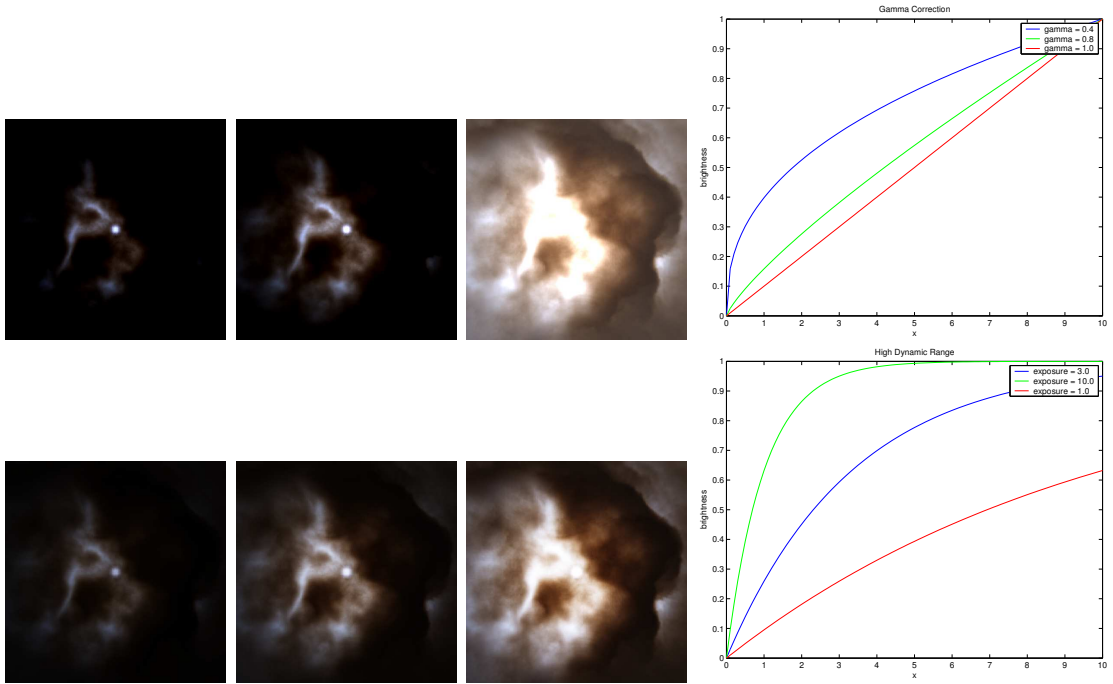 Gamma Correction
gamma = 0.4
gamma = 0.8
gamma = 1.0
1
0.9
0.8
0.7
0.6
0.5
0.4
0.3
0.2
0.1
0
brightness
0 1 2 3 4 5 6 7 8 9 10
x
High Dynamic Range
exposure = 3.0
exposure = 10.0
exposure = 1.0
1
0.9
0.8
0.7
0.6
0.5
0.4
0.3
0.2
0.1
0
brightness
0 1 2 3 4 5 6 7 8 9 10
x